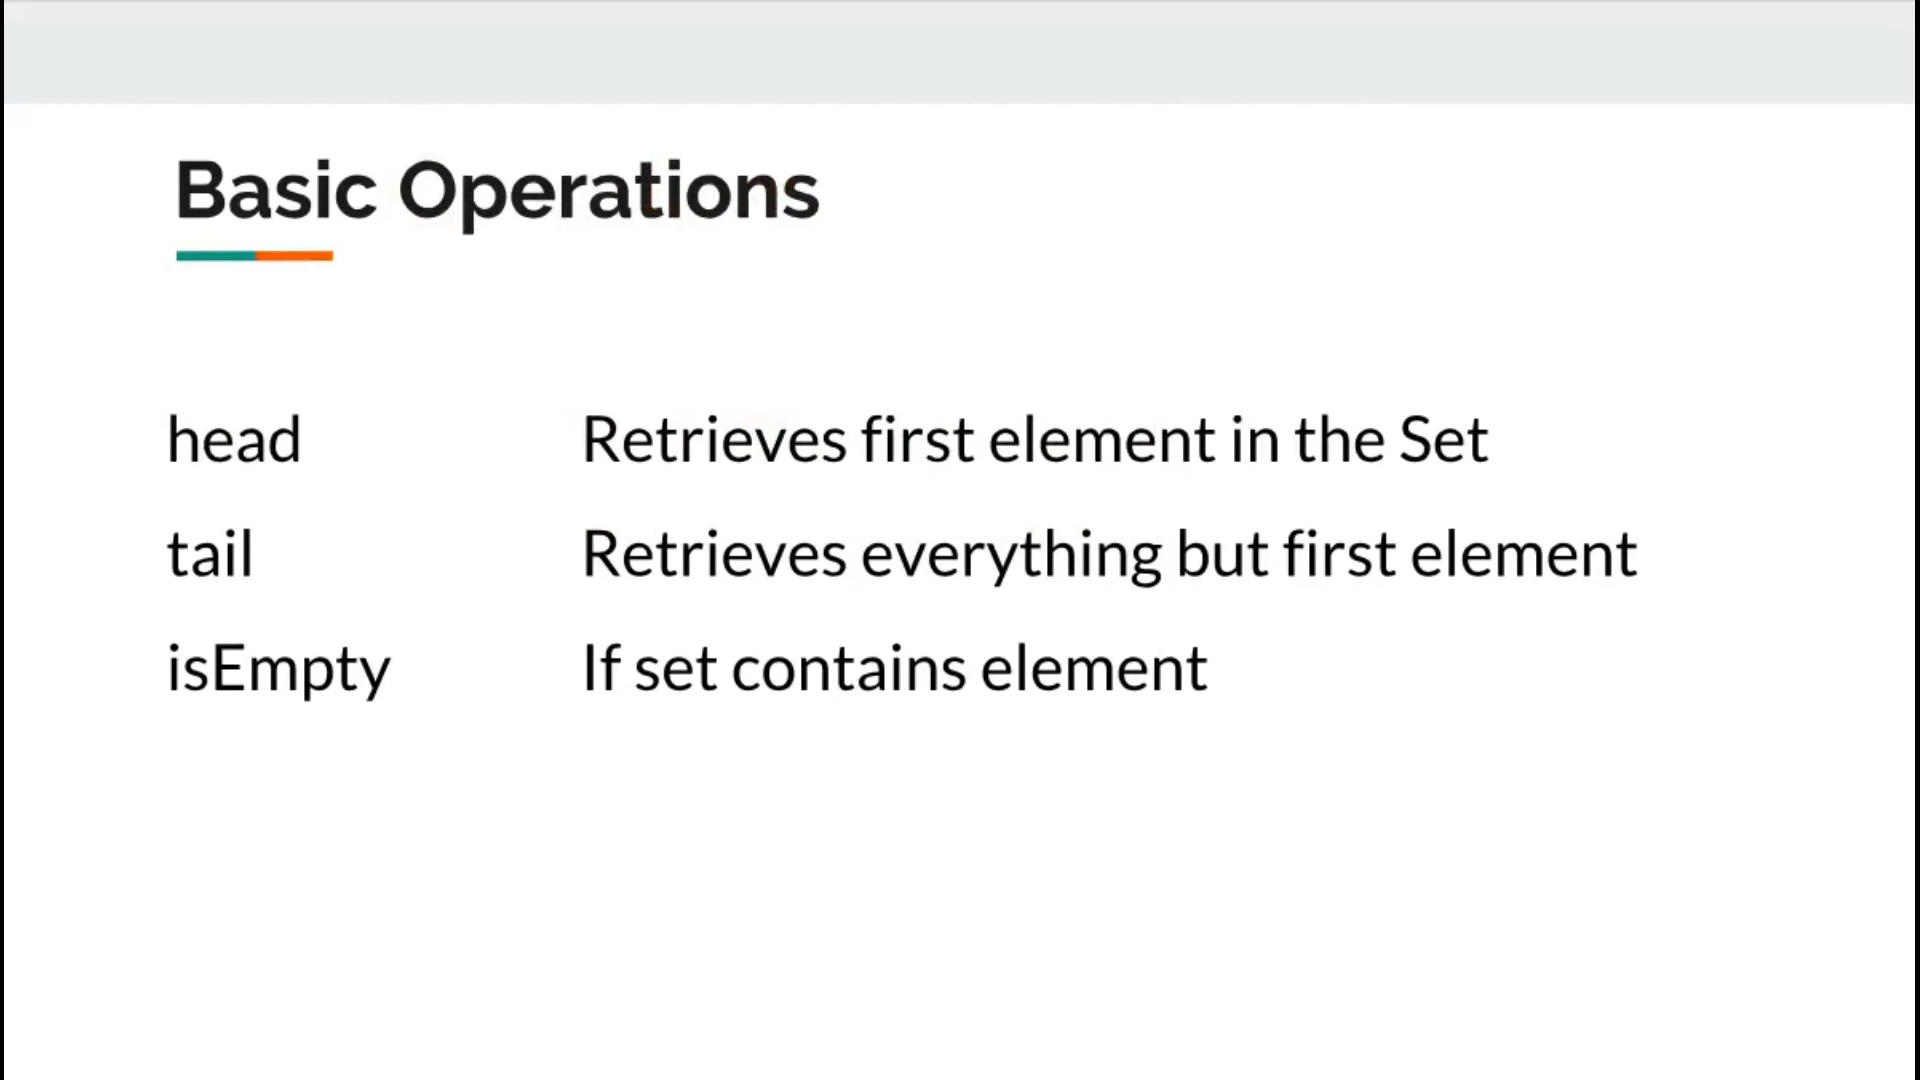 Basic Operations
head Retrieves first element in the Set
tail Retrieves everything but first element
isEmpty If set contains element